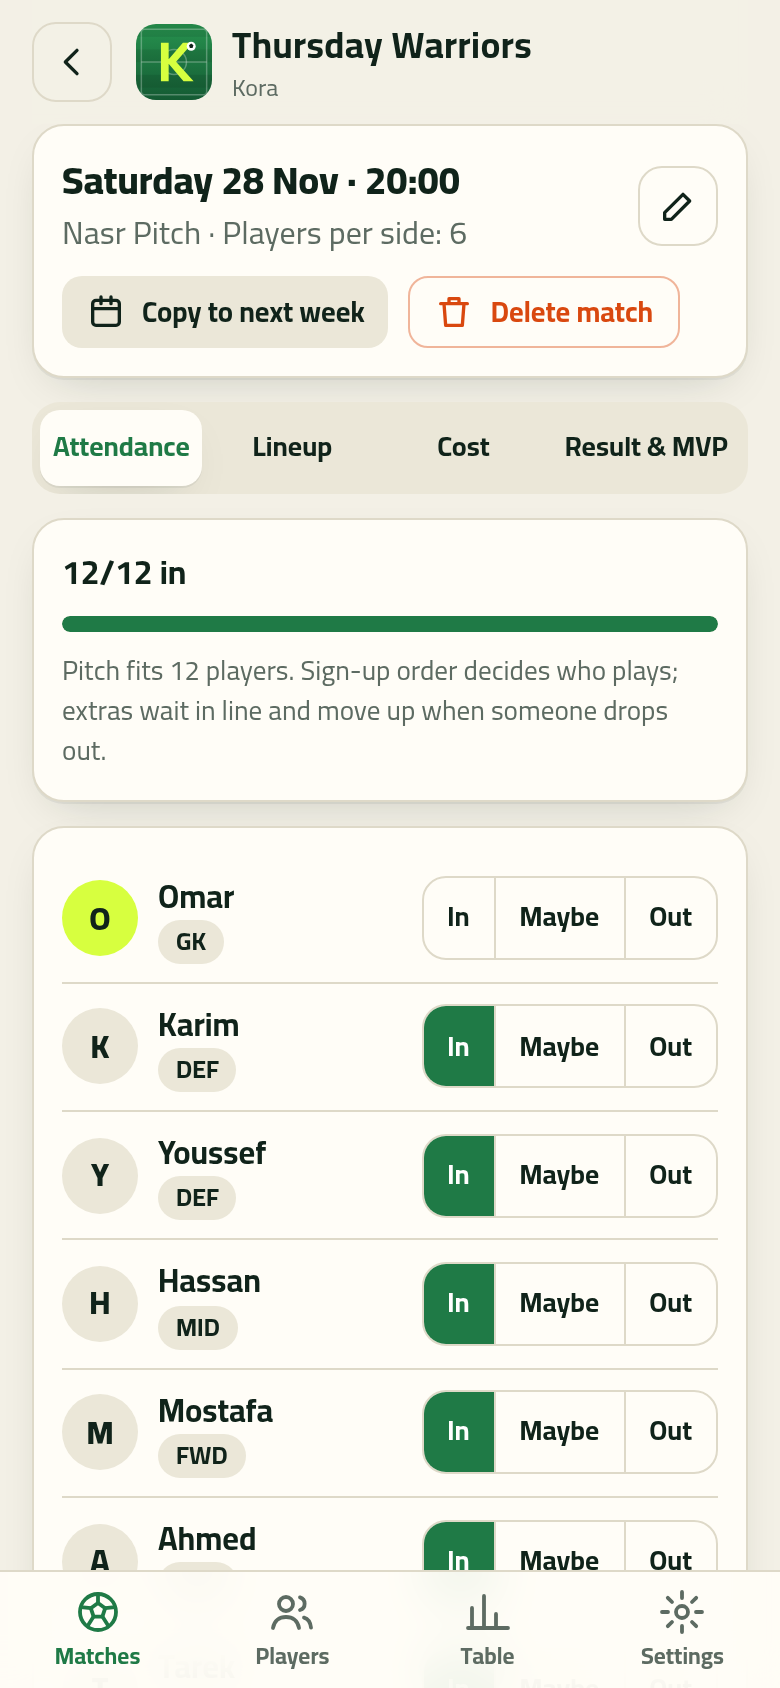 K
Thursday Warriors
Kora
Saturday 28 Nov · 20:00
Nasr Pitch · Players per side: 6
Copy to next week
Delete match
Attendance Lineup Cost Result & MVP
12/12 in
Pitch fits 12 players. Sign-up order decides who plays;
extras wait in line and move up when someone drops
out.
O Omar In Maybe Out
GK
K Karim In Maybe Out
DEF
Y Youssef In Maybe Out
DEF
H Hassan In Maybe Out
MID
M Mostafa In Maybe Out
FWD
A Ahmed In Maybe Out
Matches Players Table Settings